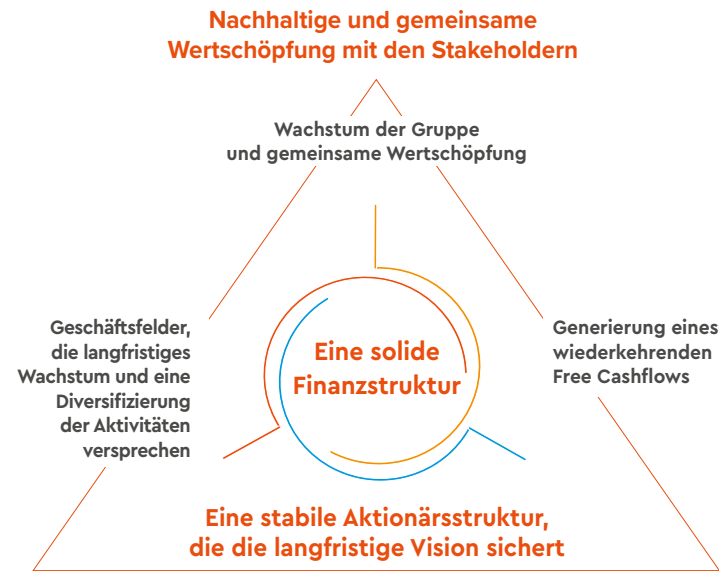 Nachhaltige und gemeinsame
Wertschöpfung mit den Stakeholdern
Wachstum der Gruppe
und gemeinsame Wertschöpfung
Geschäftsfelder,
die langfristiges
Wachstum und eine
Diversifizierung
der Aktivitäten
versprechen
Eine solide
Finanzstruktur
Generierung eines
wiederkehrenden
Free Cashflows
Eine stabile Aktionärsstruktur,
die die langfristige Vision sichert